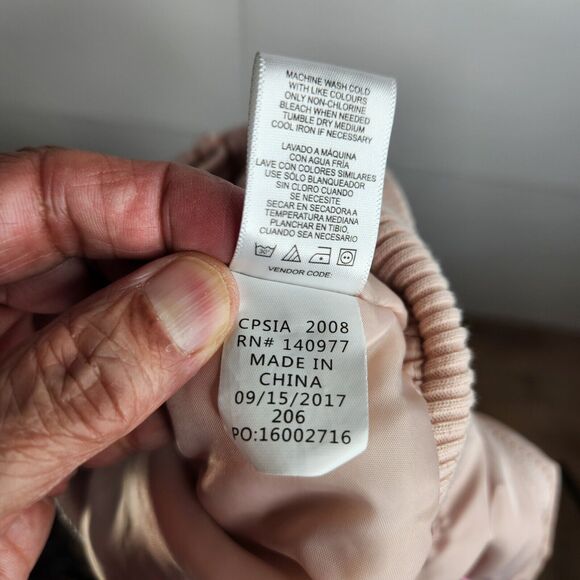 MACHINE WASH COLD
WITH LIKE COLOURS
ONLY NON-CHLORINE
BLEACH WHEN NEEDED
TUMBLE DRY MEDIUM
COOL IRON IF NECESSARY
LAVADO A MÁQUINA
CON AGUA FRÍA
LAVE CON COLORES SIMILARES
USE SÓLO BLANQUEADOR
SIN CLORO CUANDO
SE NECESITE
SECAR EN SECADORA A
TEMPERATURA MEDIANA
PLANCHAR EN TIBIO,
CUANDO SEA NECESARIO
30°
VENDOR CODE:
CPSIA 2008
RN# 140977
MADE IN
CHINA
09/15/2017
206
PO:16002716